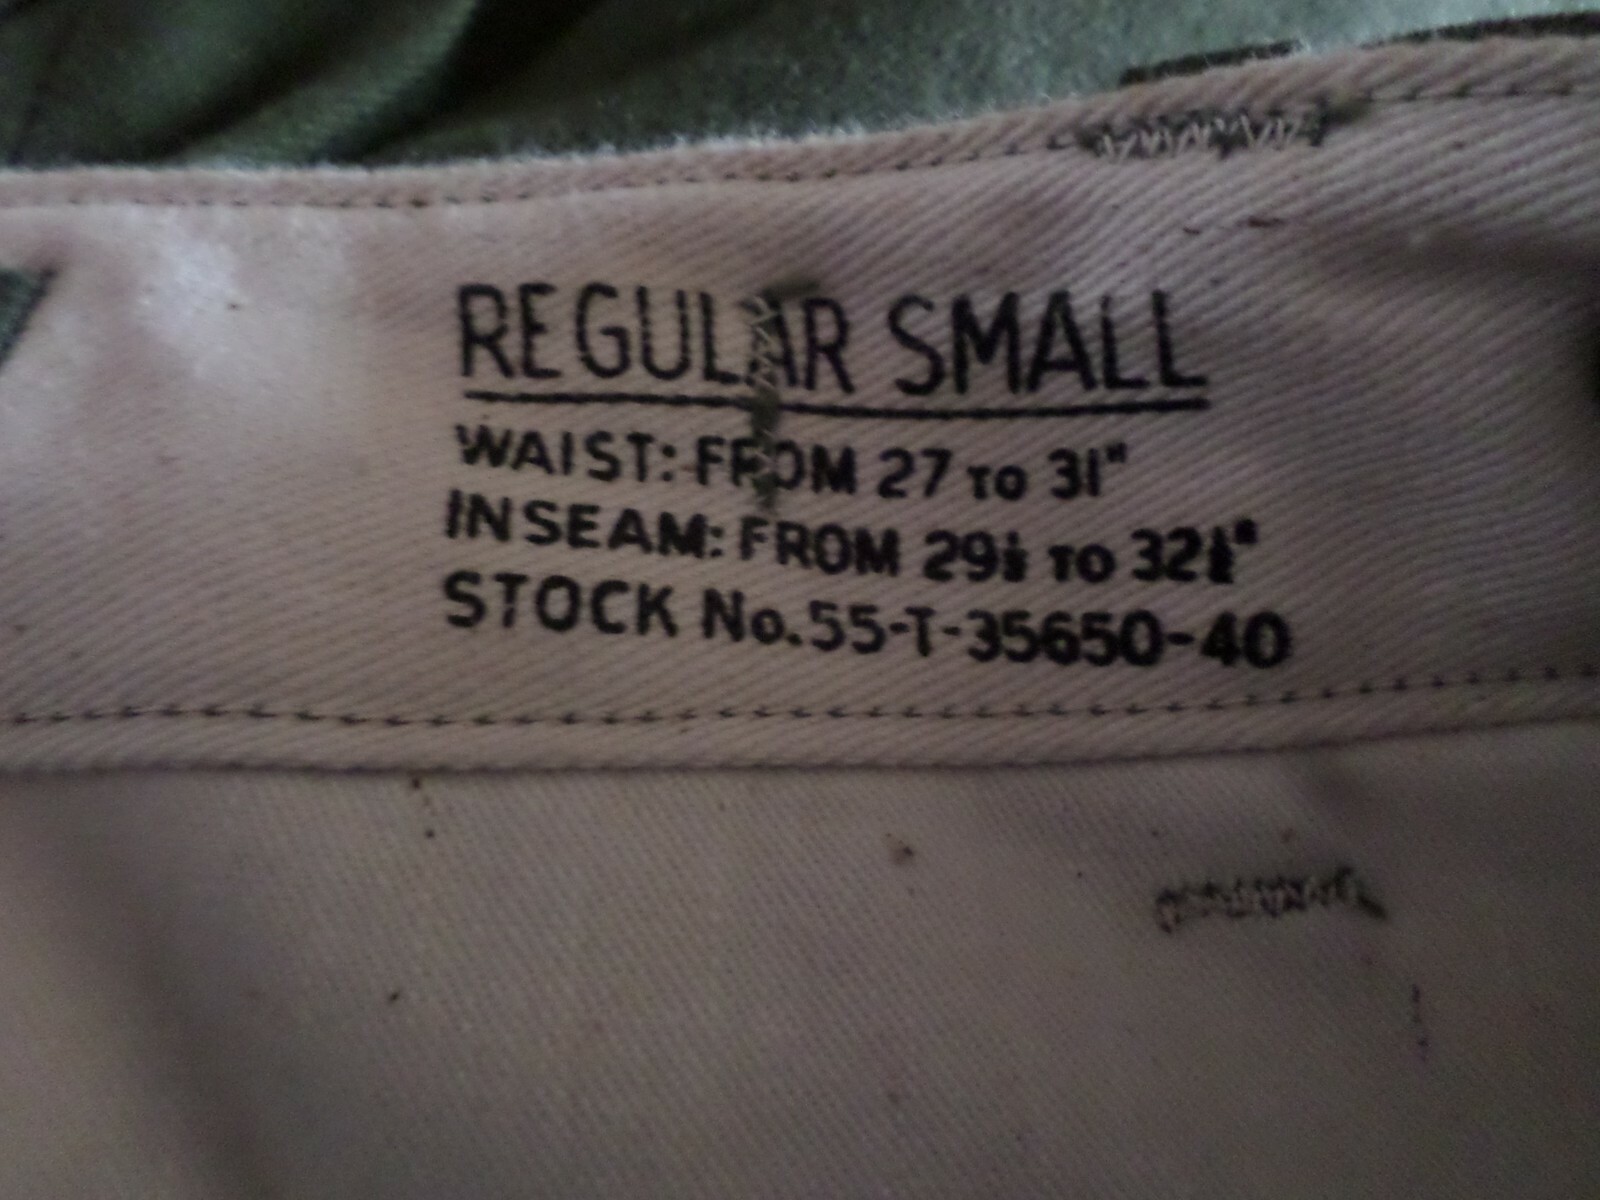 REGULAR SMALL
WAIST: FROM 27 TO 31"
INSEAM: FROM 29½ TO 32½"
STOCK No. 55-T-35650-40